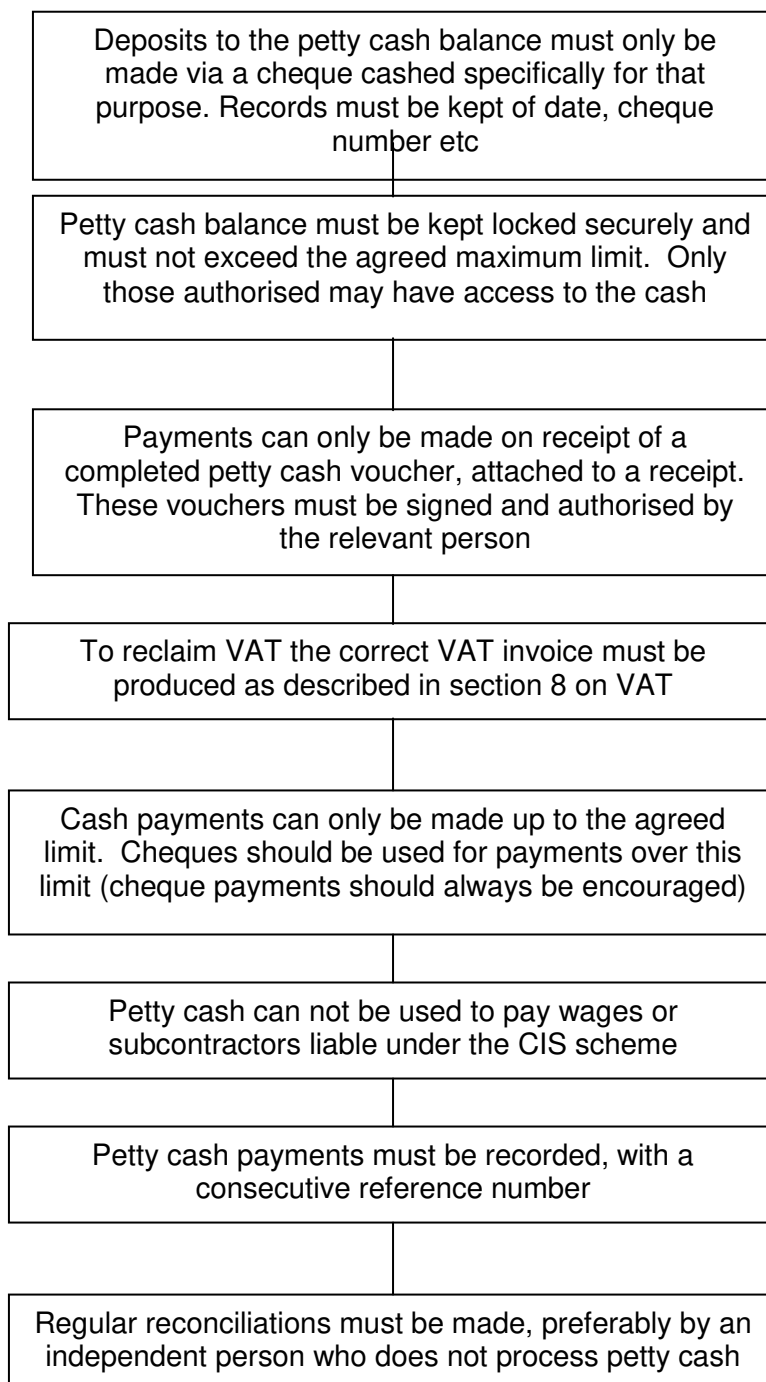 Deposits to the petty cash balance must only be
made via a cheque cashed specifically for that
purpose. Records must be kept of date, cheque
number etc
Petty cash balance must be kept locked securely and
must not exceed the agreed maximum limit.  Only
those authorised may have access to the cash
Payments can only be made on receipt of a
completed petty cash voucher, attached to a receipt.
These vouchers must be signed and authorised by
the relevant person
To reclaim VAT the correct VAT invoice must be
produced as described in section 8 on VAT
Cash payments can only be made up to the agreed
limit.  Cheques should be used for payments over this
limit (cheque payments should always be encouraged)
Petty cash can not be used to pay wages or
subcontractors liable under the CIS scheme
Petty cash payments must be recorded, with a
consecutive reference number
Regular reconciliations must be made, preferably by an
independent person who does not process petty cash